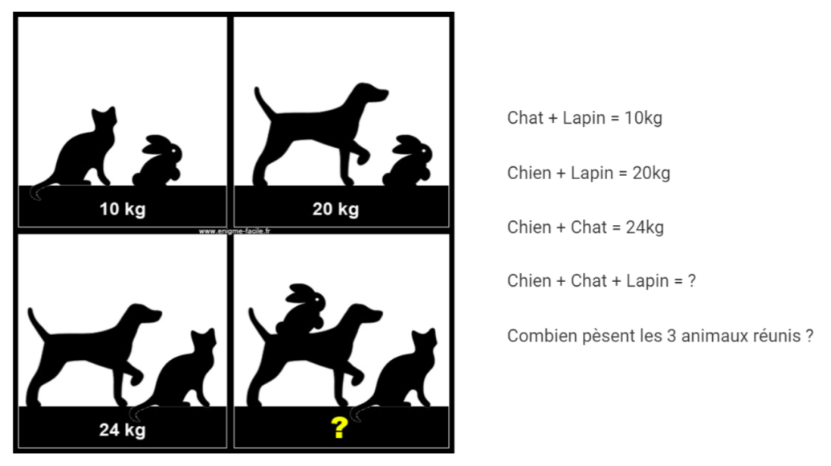 10 kg
20 kg
www.enigme-facile.fr
24 kg
?
Chat + Lapin = 10kg
Chien + Lapin = 20kg
Chien + Chat = 24kg
Chien + Chat + Lapin = ?
Combien pèsent les 3 animaux réunis ?